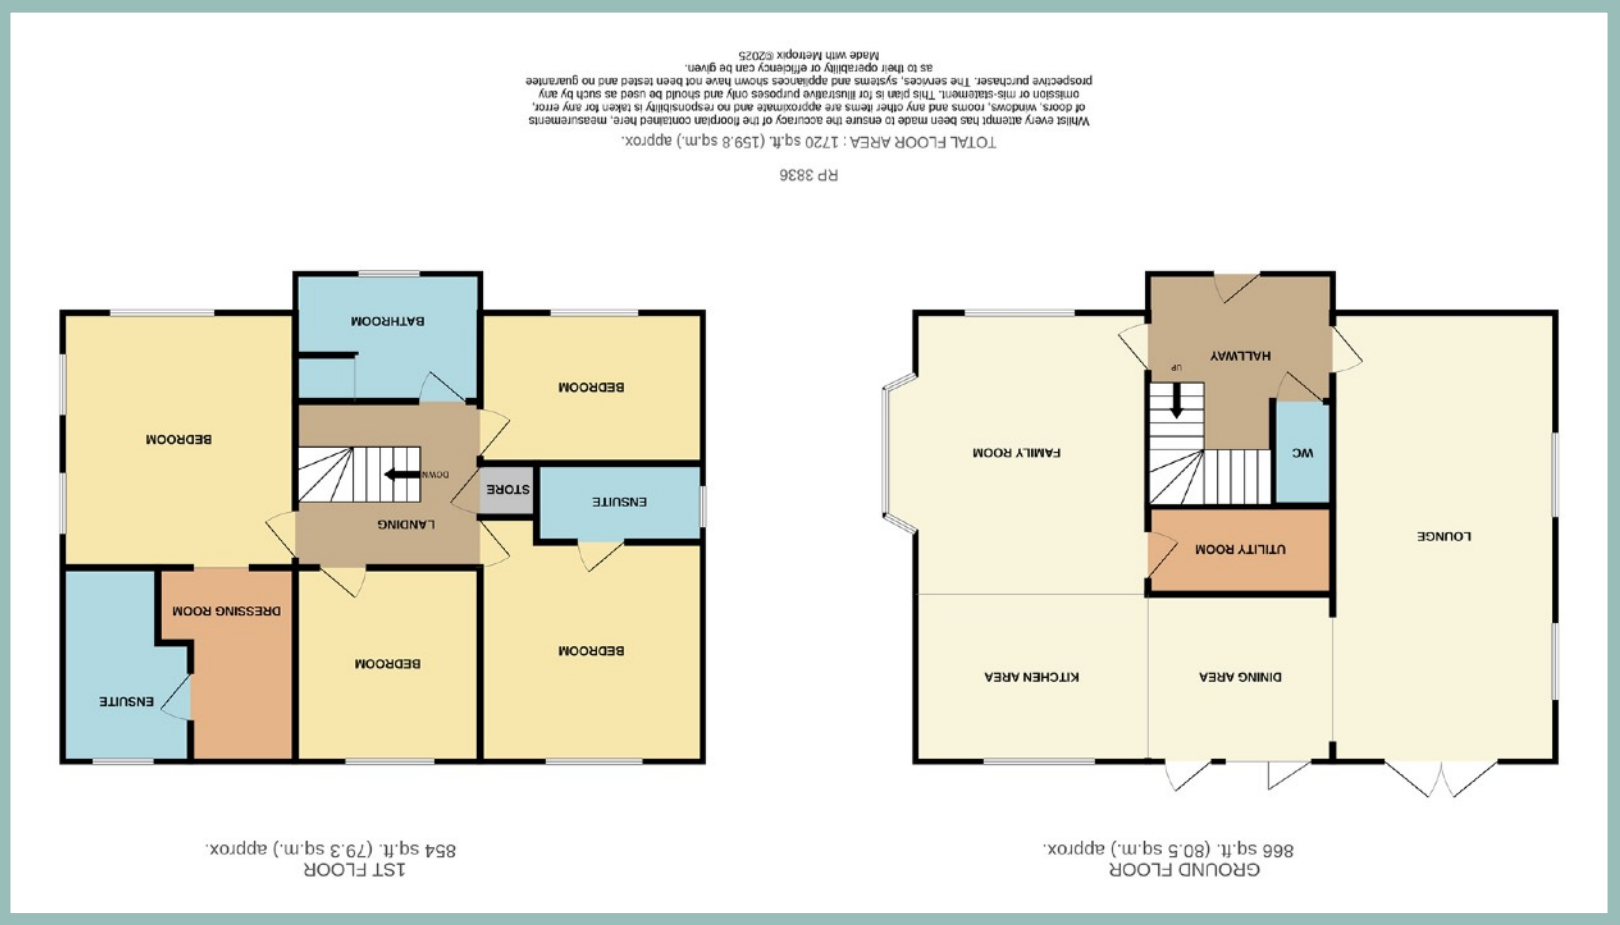 GROUND FLOOR
866 sq.ft. (80.5 sq.m.) approx.
1ST FLOOR
854 sq.ft. (79.3 sq.m.) approx.
LOUNGE
DINING AREA
KITCHEN AREA
UTILITY ROOM
WC
FAMILY ROOM
UP
HALLWAY
BEDROOM
BEDROOM
ENSUITE
DRESSING ROOM
LANDING
ENSUITE
STORE
DOWN
BEDROOM
BEDROOM
BATHROOM
RP 3836
TOTAL FLOOR AREA : 1720 sq.ft. (159.8 sq.m.) approx.
Whilst every attempt has been made to ensure the accuracy of the floorplan contained here, measurements
of doors, windows, rooms and any other items are approximate and no responsibility is taken for any error,
omission or mis-statement. This plan is for illustrative purposes only and should be used as such by any
prospective purchaser. The services, systems and appliances shown have not been tested and no guarantee
as to their operability or efficiency can be given.
Made with Metropix ©2025